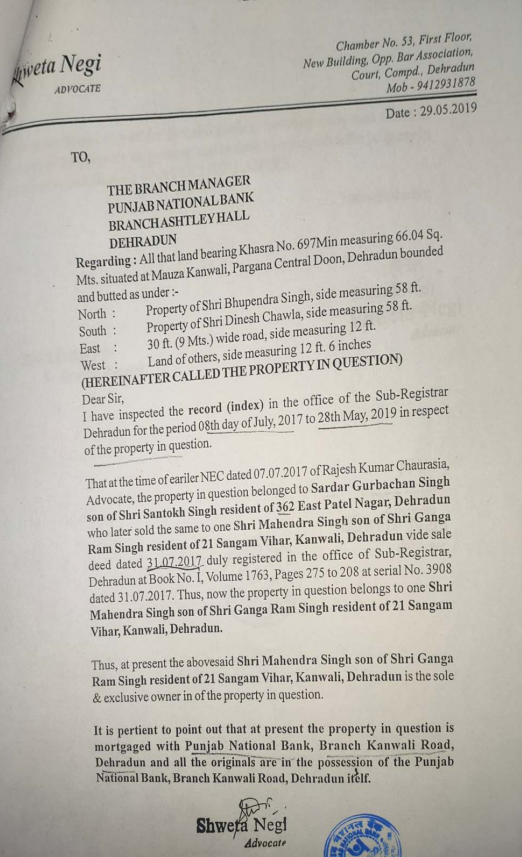 Shweta Negi
ADVOCATE
Chamber No. 53, First Floor,
New Building, Opp. Bar Association,
Court, Compd., Dehradun
Mob - 9412931878
Date : 29.05.2019
TO,
THE BRANCH MANAGER
PUNJAB NATIONAL BANK
BRANCH ASHTLEY HALL
DEHRADUN
Regarding : All that land bearing Khasra No. 697Min measuring 66.04 Sq.
Mts. situated at Mauza Kanwali, Pargana Central Doon, Dehradun bounded
and butted as under :-
North : Property of Shri Bhupendra Singh, side measuring 58 ft.
South : Property of Shri Dinesh Chawla, side measuring 58 ft.
East : 30 ft. (9 Mts.) wide road, side measuring 12 ft.
West : Land of others, side measuring 12 ft. 6 inches
(HEREINAFTER CALLED THE PROPERTY IN QUESTION)
Dear Sir,
I have inspected the record (index) in the office of the Sub-Registrar
Dehradun for the period 08th day of July, 2017 to 28th May, 2019 in respect
of the property in question.
That at the time of eariler NEC dated 07.07.2017 of Rajesh Kumar Chaurasia,
Advocate, the property in question belonged to Sardar Gurbachan Singh
son of Shri Santokh Singh resident of 362 East Patel Nagar, Dehradun
who later sold the same to one Shri Mahendra Singh son of Shri Ganga
Ram Singh resident of 21 Sangam Vihar, Kanwali, Dehradun vide sale
deed dated 31.07.2017 duly registered in the office of Sub-Registrar,
Dehradun at Book No. I, Volume 1763, Pages 275 to 208 at serial No. 3908
dated 31.07.2017. Thus, now the property in question belongs to one Shri
Mahendra Singh son of Shri Ganga Ram Singh resident of 21 Sangam
Vihar, Kanwali, Dehradun.
Thus, at present the abovesaid Shri Mahendra Singh son of Shri Ganga
Ram Singh resident of 21 Sangam Vihar, Kanwali, Dehradun is the sole
& exclusive owner in of the property in question.
It is pertient to point out that at present the property in question is
mortgaged with Punjab National Bank, Branch Kanwali Road,
Dehradun and all the originals are in the possession of the Punjab
National Bank, Branch Kanwali Road, Dehradun itelf.
Shweta Negi
Advocate